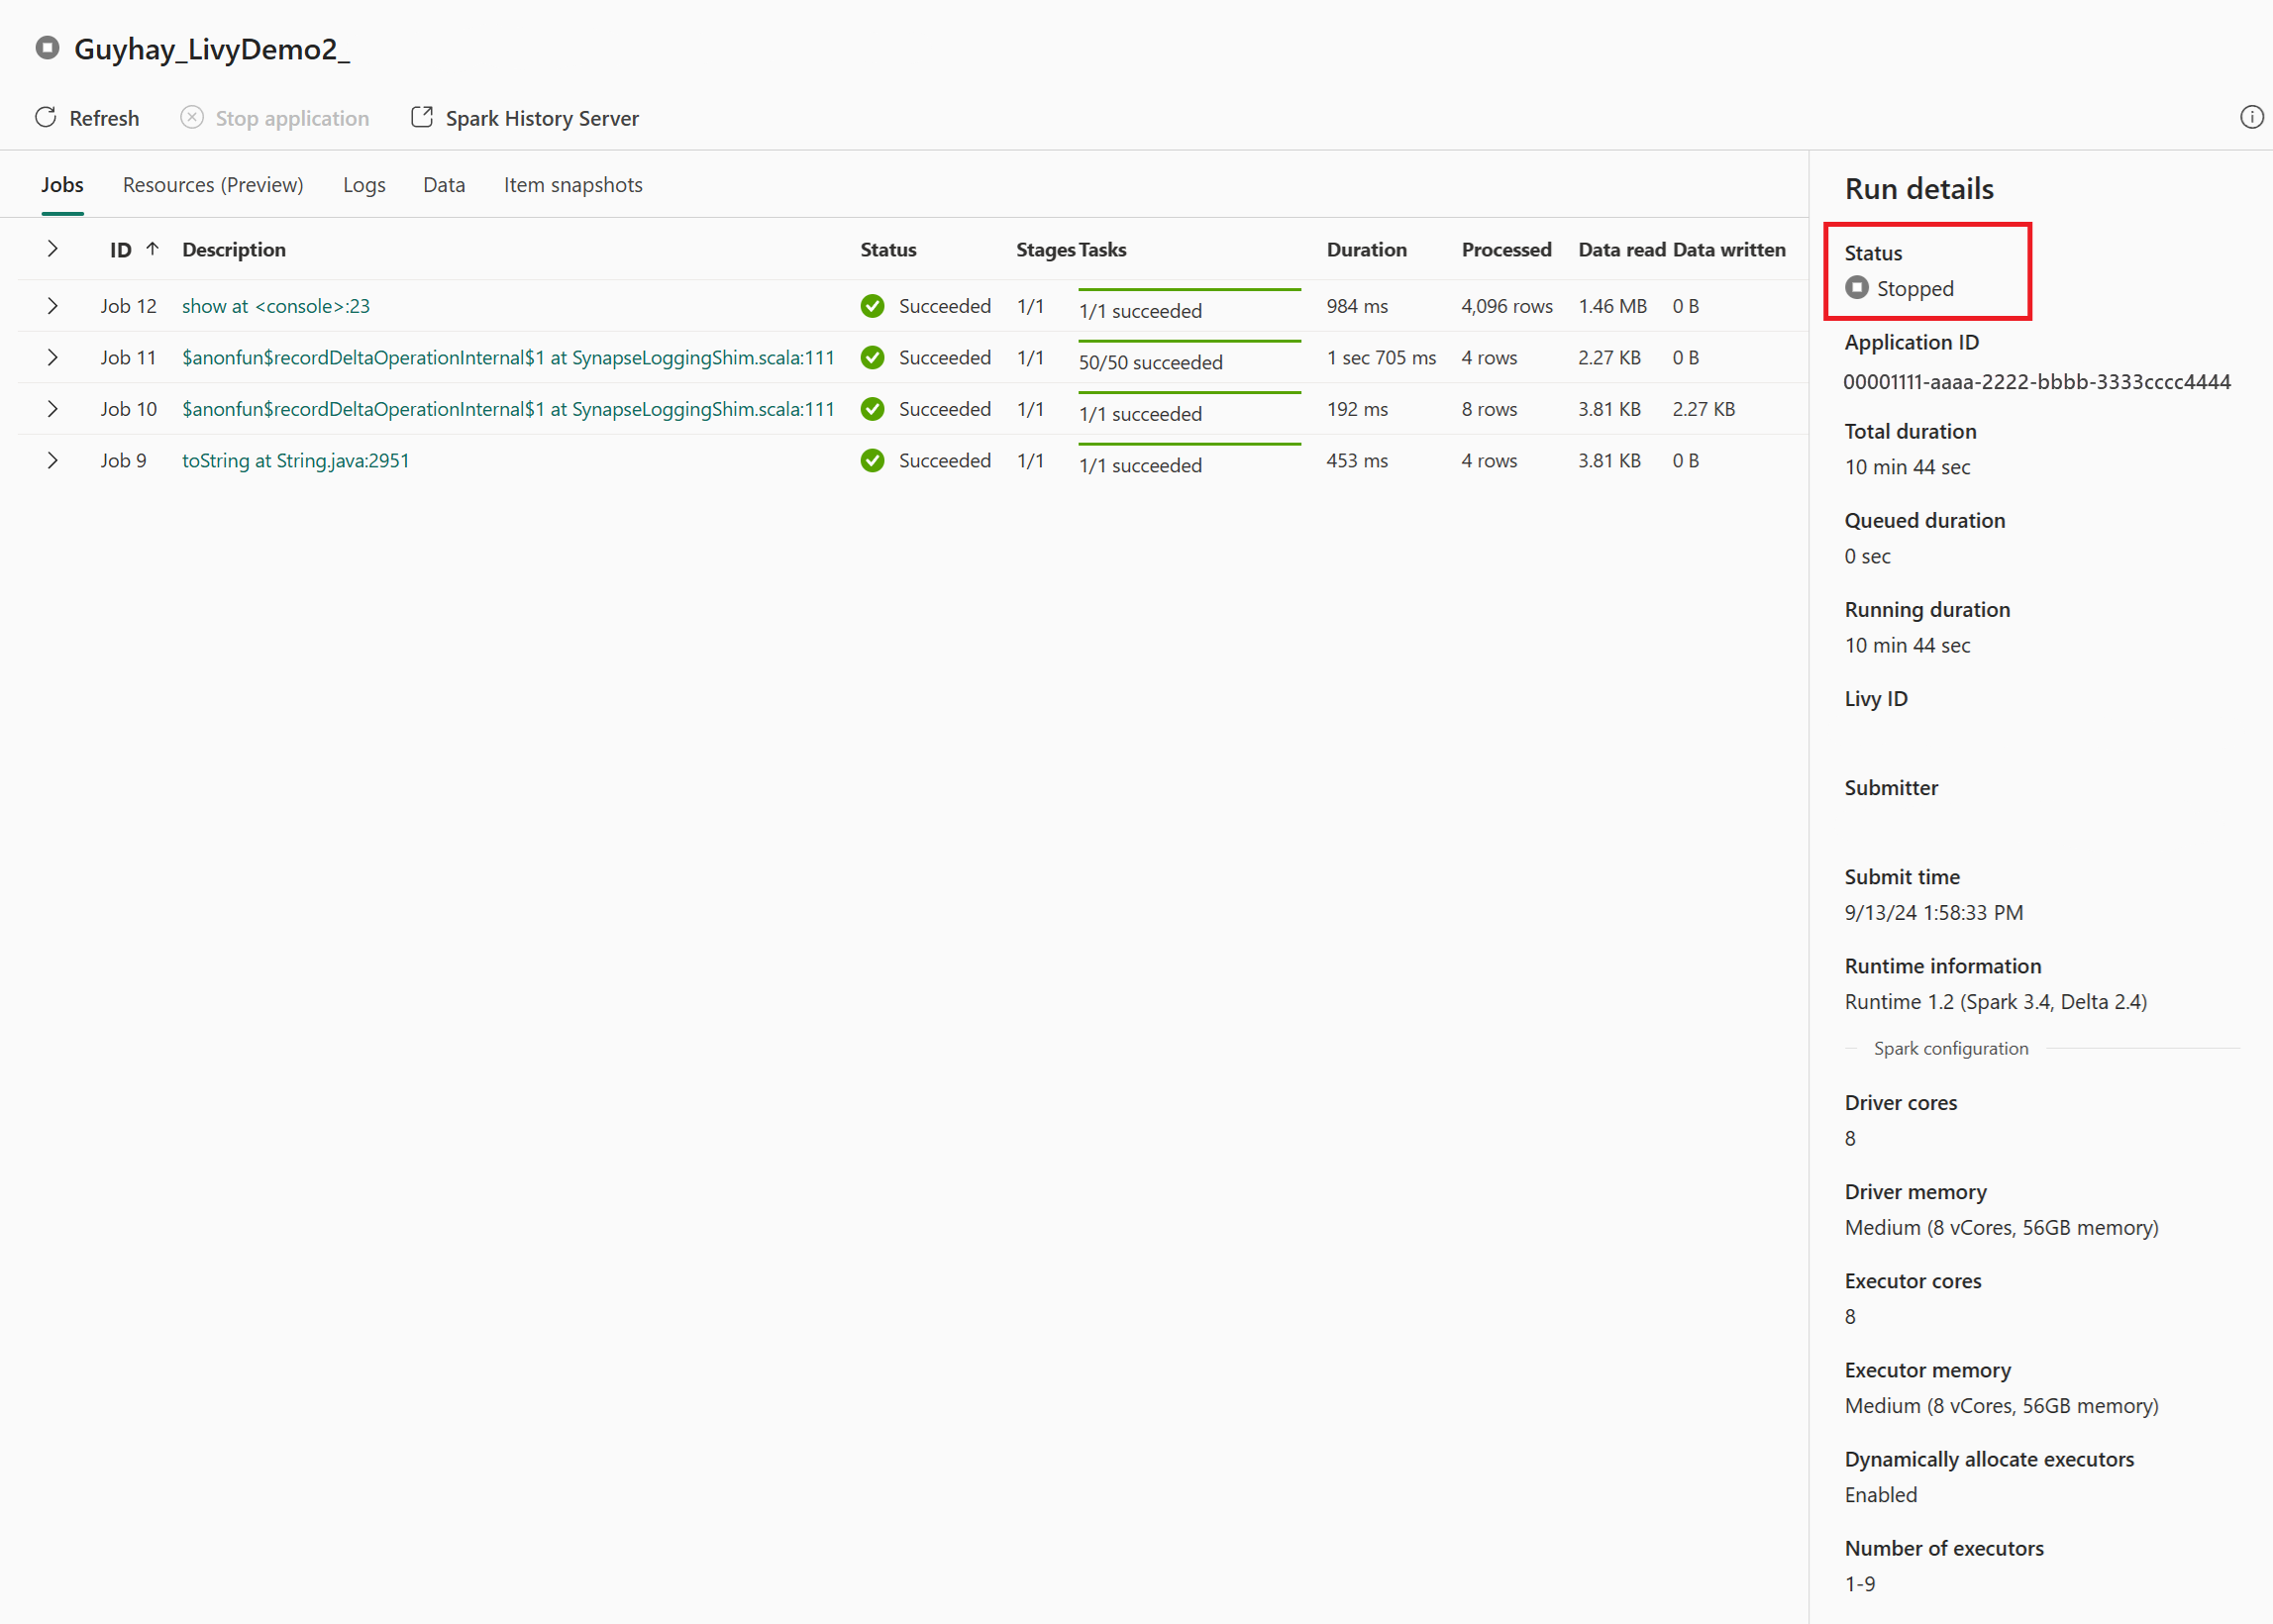 Guyhay_LivyDemo2_
Refresh Stop application Spark History Server
Jobs Resources (Preview) Logs Data Item snapshots
ID Description Status Stages Tasks Duration Processed Data read Data written
Job 12 show at <console>:23 Succeeded 1/1 1/1 succeeded 984 ms 4,096 rows 1.46 MB 0 B
Job 11 $anonfun$recordDeltaOperationInternal$1 at SynapseLoggingShim.scala:111 Succeeded 1/1 50/50 succeeded 1 sec 705 ms 4 rows 2.27 KB 0 B
Job 10 $anonfun$recordDeltaOperationInternal$1 at SynapseLoggingShim.scala:111 Succeeded 1/1 1/1 succeeded 192 ms 8 rows 3.81 KB 2.27 KB
Job 9 toString at String.java:2951 Succeeded 1/1 1/1 succeeded 453 ms 4 rows 3.81 KB 0 B
Run details
Status
Stopped
Application ID
00001111-aaaa-2222-bbbb-3333cccc4444
Total duration
10 min 44 sec
Queued duration
0 sec
Running duration
10 min 44 sec
Livy ID
Submitter
Submit time
9/13/24 1:58:33 PM
Runtime information
Runtime 1.2 (Spark 3.4, Delta 2.4)
Spark configuration
Driver cores
8
Driver memory
Medium (8 vCores, 56GB memory)
Executor cores
8
Executor memory
Medium (8 vCores, 56GB memory)
Dynamically allocate executors
Enabled
Number of executors
1-9